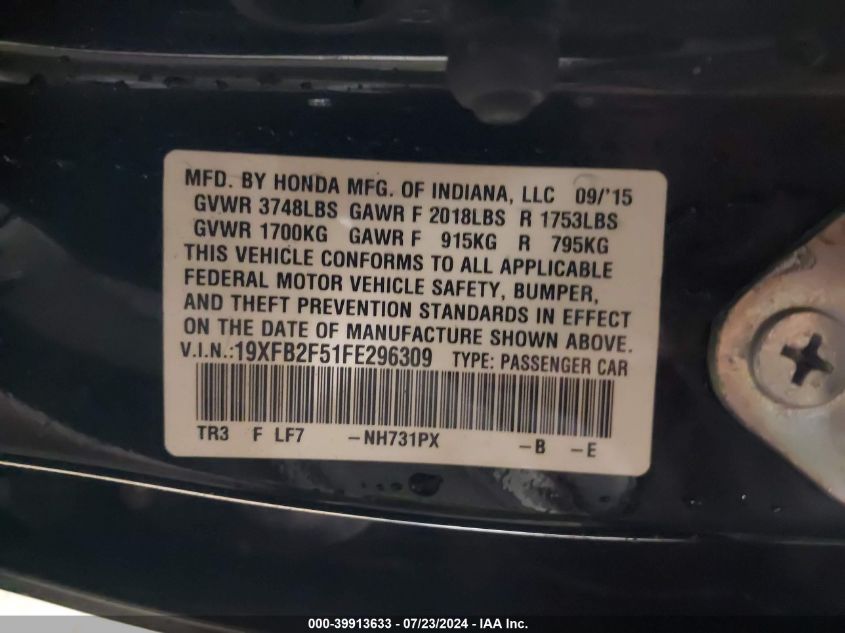 MFD. BY HONDA MFG. OF INDIANA, LLC 09/'15
GVWR 3748LBS GAWR F 2018LBS R 1753LBS
GVWR 1700KG GAWR F 915KG R 795KG
THIS VEHICLE CONFORMS TO ALL APPLICABLE
FEDERAL MOTOR VEHICLE SAFETY, BUMPER,
AND THEFT PREVENTION STANDARDS IN EFFECT
ON THE DATE OF MANUFACTURE SHOWN ABOVE.
V.I.N.:19XFB2F51FE296309 TYPE: PASSENGER CAR
TR3 F LF7 -NH731PX -B -E
000-39913633 / 07/23/2024 - IAA Inc.